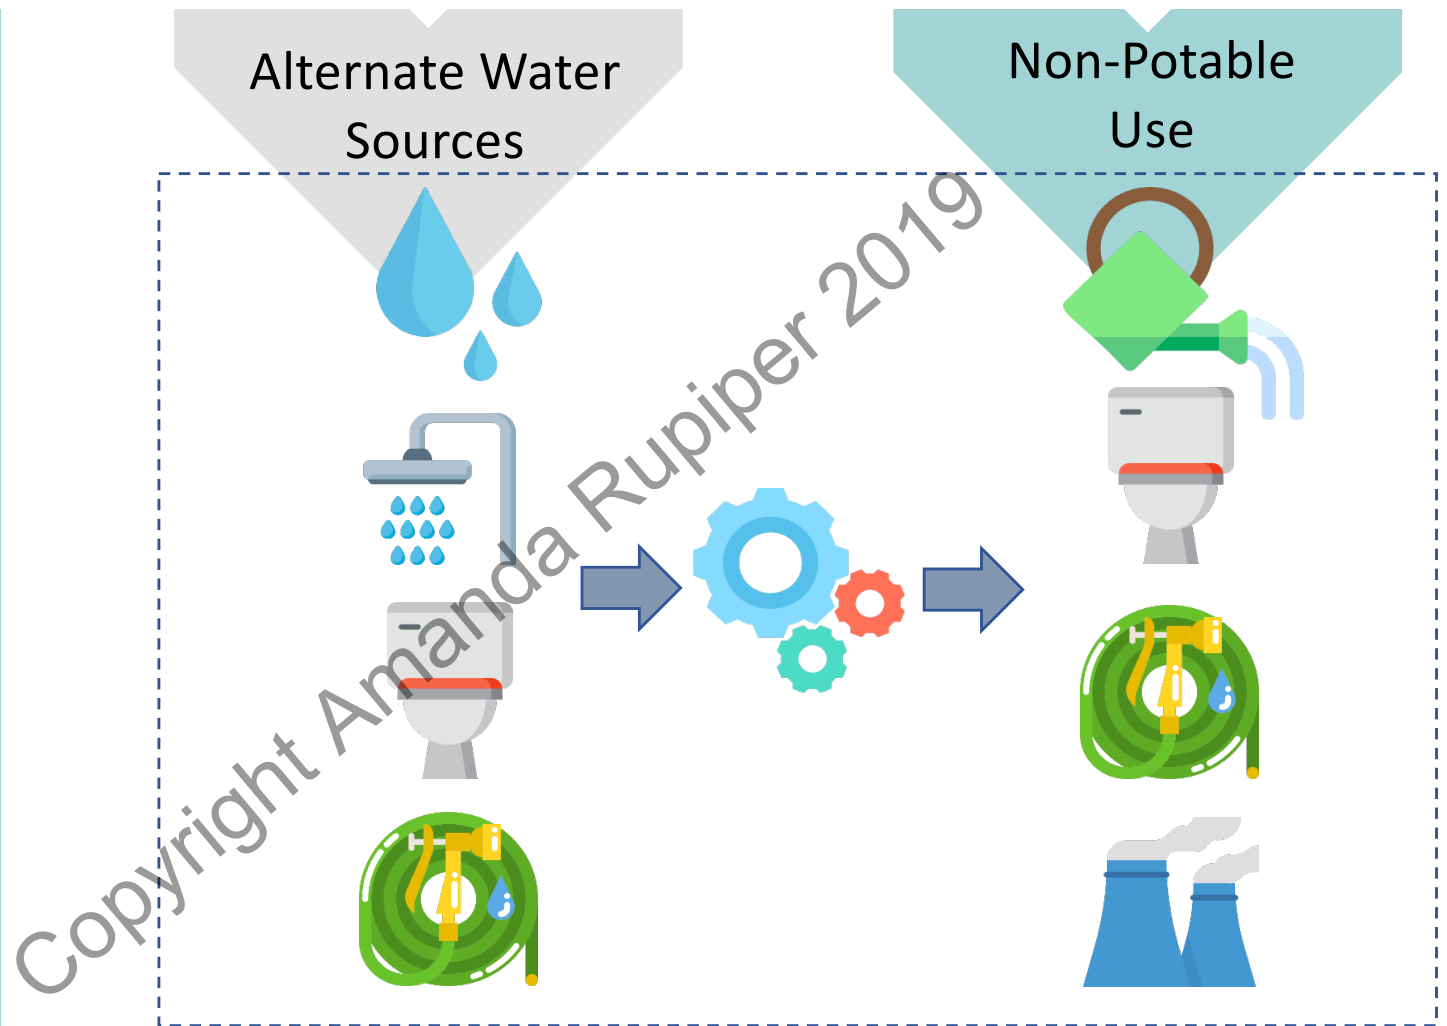 Alternate Water
Sources
Non-Potable
Use
Copyright Amanda Rupiper 2019